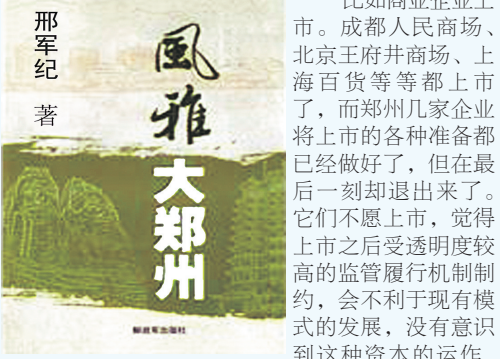 邢军纪 著
風雅
大郑州
解放军出版社
比如商业企业上
市。成都人民商场、
北京王府井商场、上
海百货等等都上市
了，而郑州几家企业
将上市的各种准备都
已经做好了，但在最
后一刻却退出来了。
它们不愿上市，觉得
上市之后受透明度较
高的监管履行机制制
约，会不利于现有模
式的发展，没有意识
到这种资本的运作，